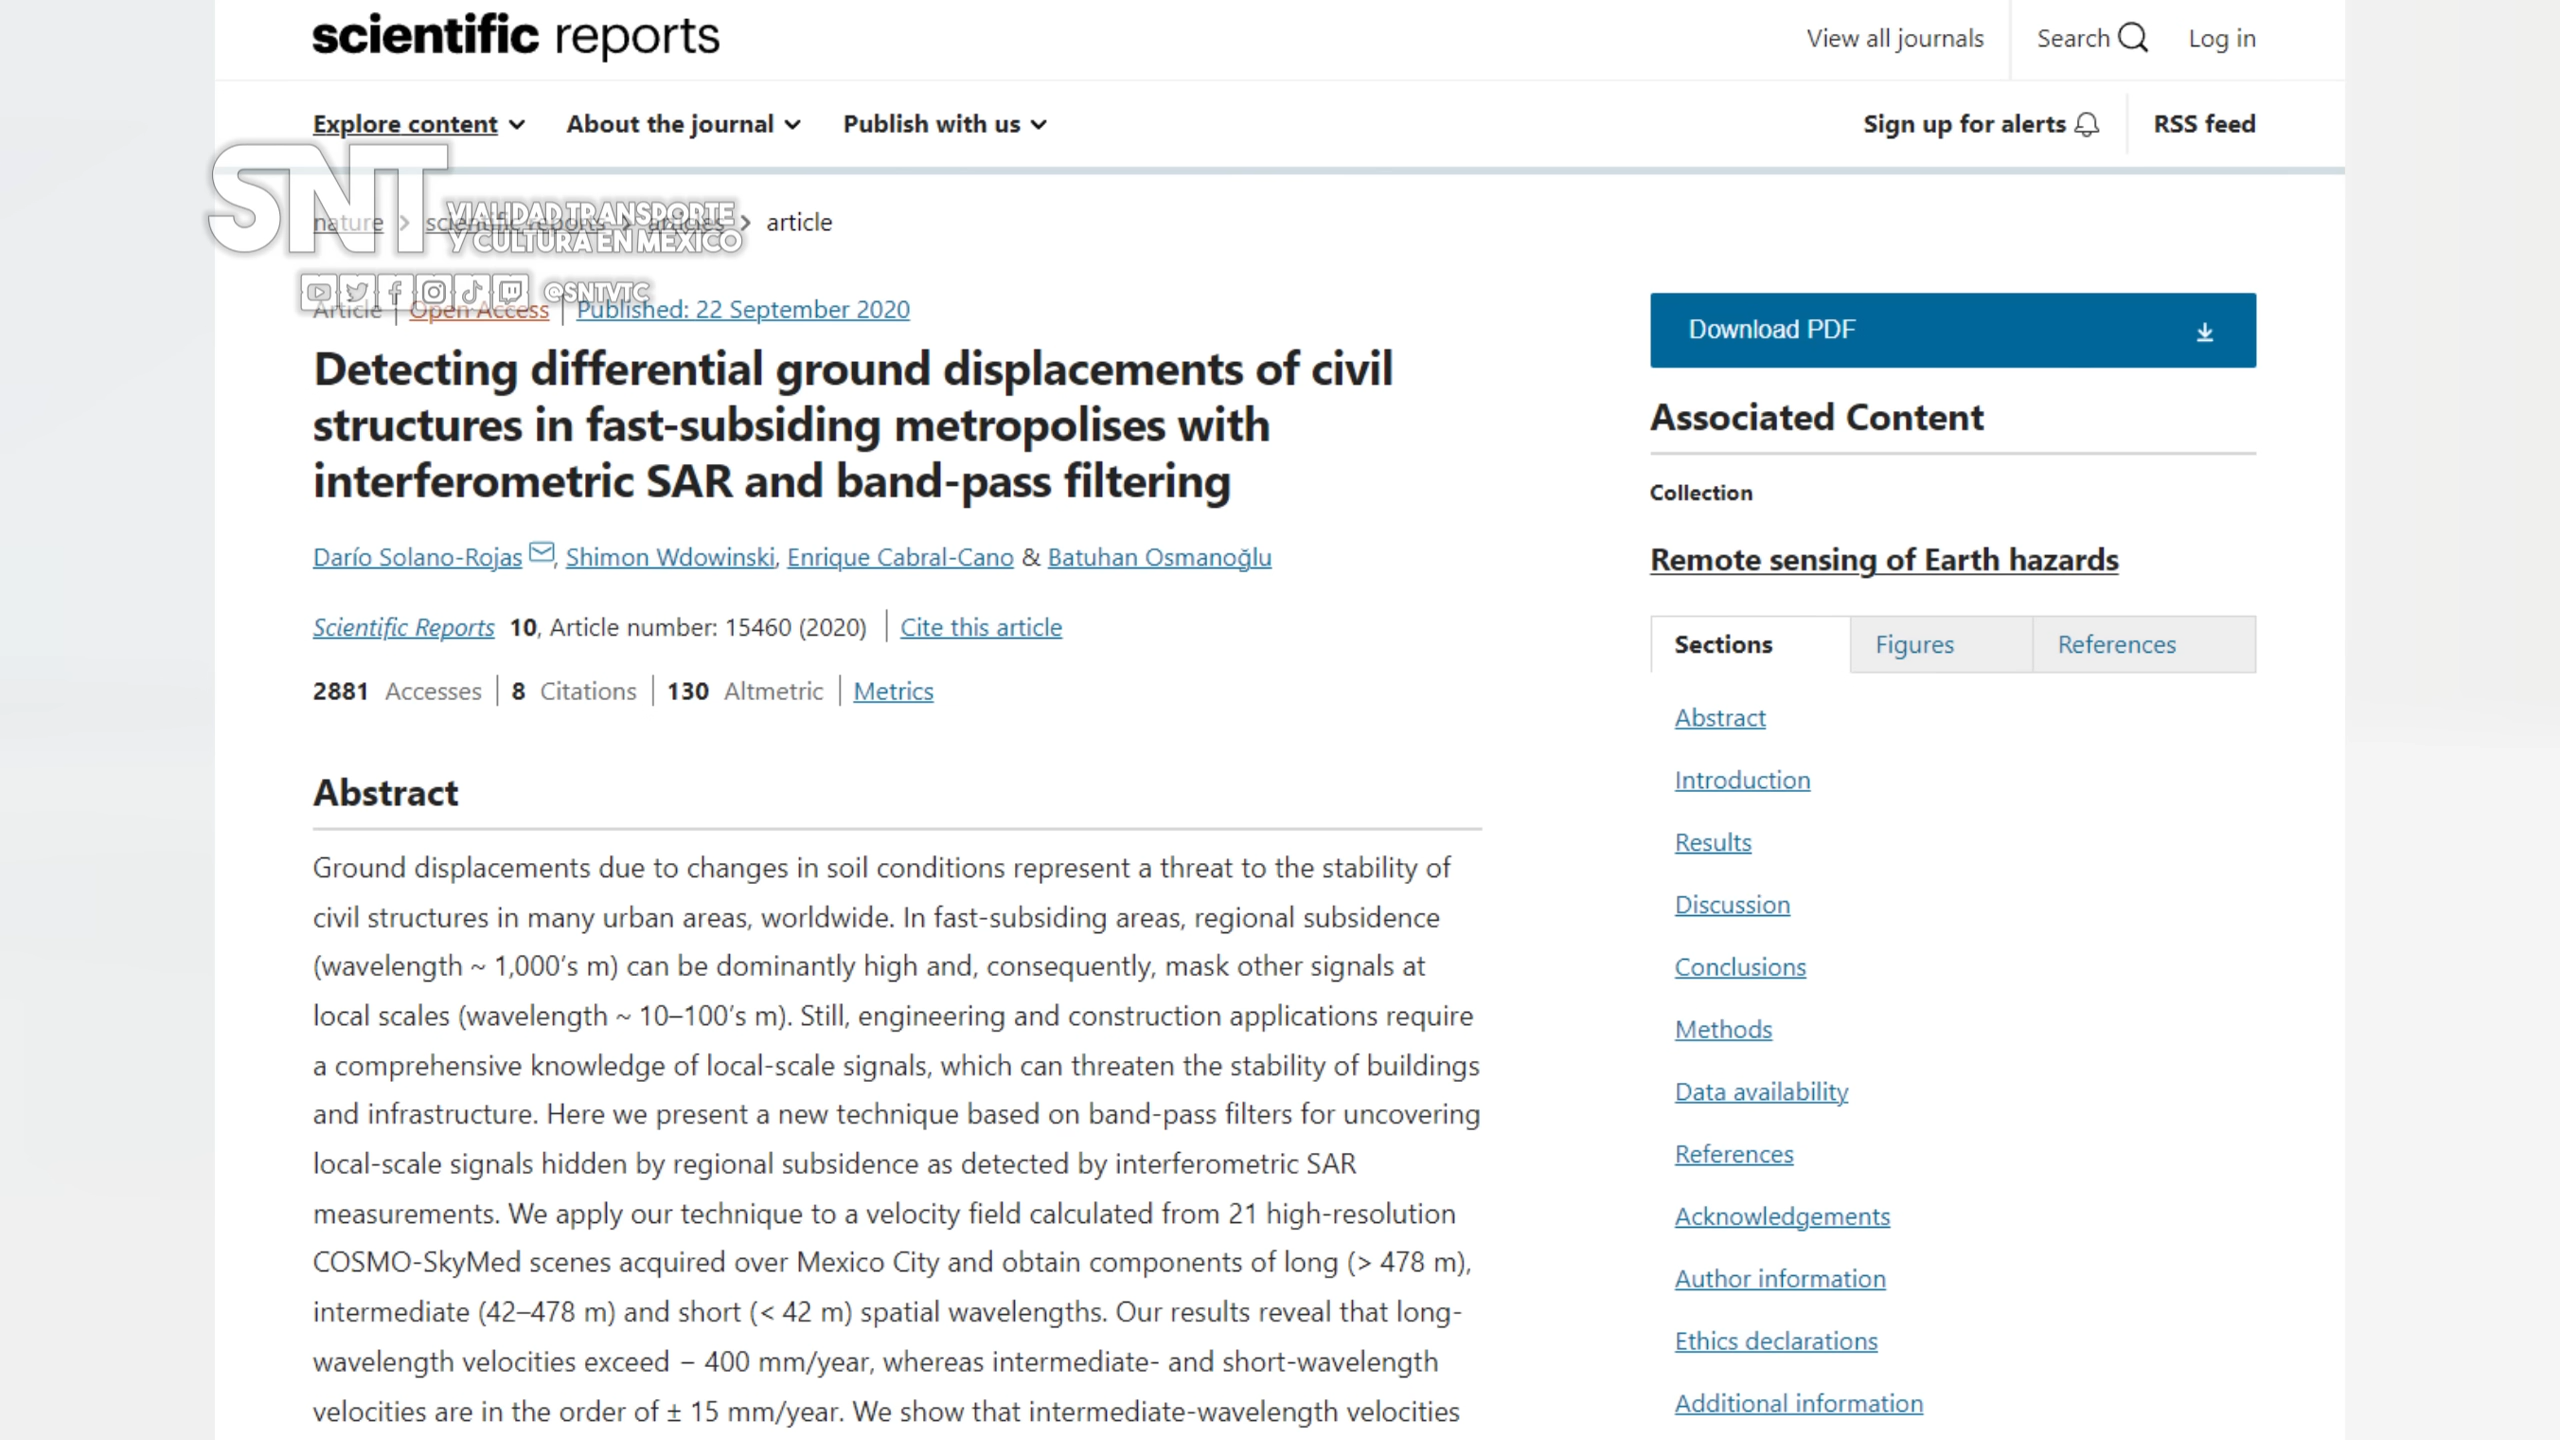 scientific reports
View all journals
Search
Log in
Explore content
About the journal
Publish with us
Sign up for alerts
RSS feed
SNT
VIALIDAD TRANSPORTE
Y CULTURA EN MÉXICO
@SNTVTC
nature > scientific reports > articles > article
Article | Open Access | Published: 22 September 2020
Detecting differential ground displacements of civil
structures in fast-subsiding metropolises with
interferometric SAR and band-pass filtering
Darío Solano-Rojas, Shimon Wdowinski, Enrique Cabral-Cano & Batuhan Osmanoğlu
Scientific Reports 10, Article number: 15460 (2020) | Cite this article
2881 Accesses | 8 Citations | 130 Altmetric | Metrics
Abstract
Ground displacements due to changes in soil conditions represent a threat to the stability of
civil structures in many urban areas, worldwide. In fast-subsiding areas, regional subsidence
(wavelength ~ 1,000’s m) can be dominantly high and, consequently, mask other signals at
local scales (wavelength ~ 10–100’s m). Still, engineering and construction applications require
a comprehensive knowledge of local-scale signals, which can threaten the stability of buildings
and infrastructure. Here we present a new technique based on band-pass filters for uncovering
local-scale signals hidden by regional subsidence as detected by interferometric SAR
measurements. We apply our technique to a velocity field calculated from 21 high-resolution
COSMO-SkyMed scenes acquired over Mexico City and obtain components of long (> 478 m),
intermediate (42–478 m) and short (< 42 m) spatial wavelengths. Our results reveal that long-
wavelength velocities exceed − 400 mm/year, whereas intermediate- and short-wavelength
velocities are in the order of ± 15 mm/year. We show that intermediate-wavelength velocities
Download PDF
Associated Content
Collection
Remote sensing of Earth hazards
Sections
Figures
References
Abstract
Introduction
Results
Discussion
Conclusions
Methods
Data availability
References
Acknowledgements
Author information
Ethics declarations
Additional information